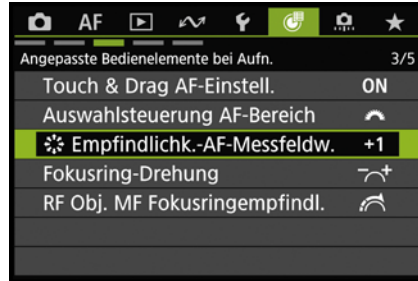 AF
Angepasste Bedienelemente bei Aufn. 3/5
Touch & Drag AF-Einstell. ON
Auswahlsteuerung AF-Bereich
Empfindlichk.-AF-Messfeldw. +1
Fokusring-Drehung
RF Obj. MF Fokusringempfindl.